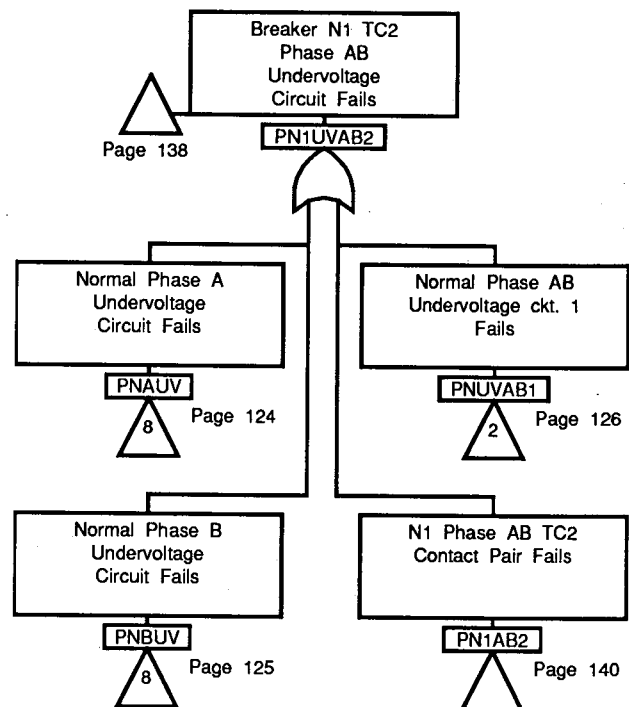 Breaker N1 TC2
Phase AB
Undervoltage
Circuit Fails
PN1UVAB2
Page 138
Normal Phase A
Undervoltage
Circuit Fails
PNAUV
8
Page 124
Normal Phase AB
Undervoltage ckt. 1
Fails
PNUVAB1
2
Page 126
Normal Phase B
Undervoltage
Circuit Fails
PNBUV
8
Page 125
N1 Phase AB TC2
Contact Pair Fails
PN1AB2
Page 140